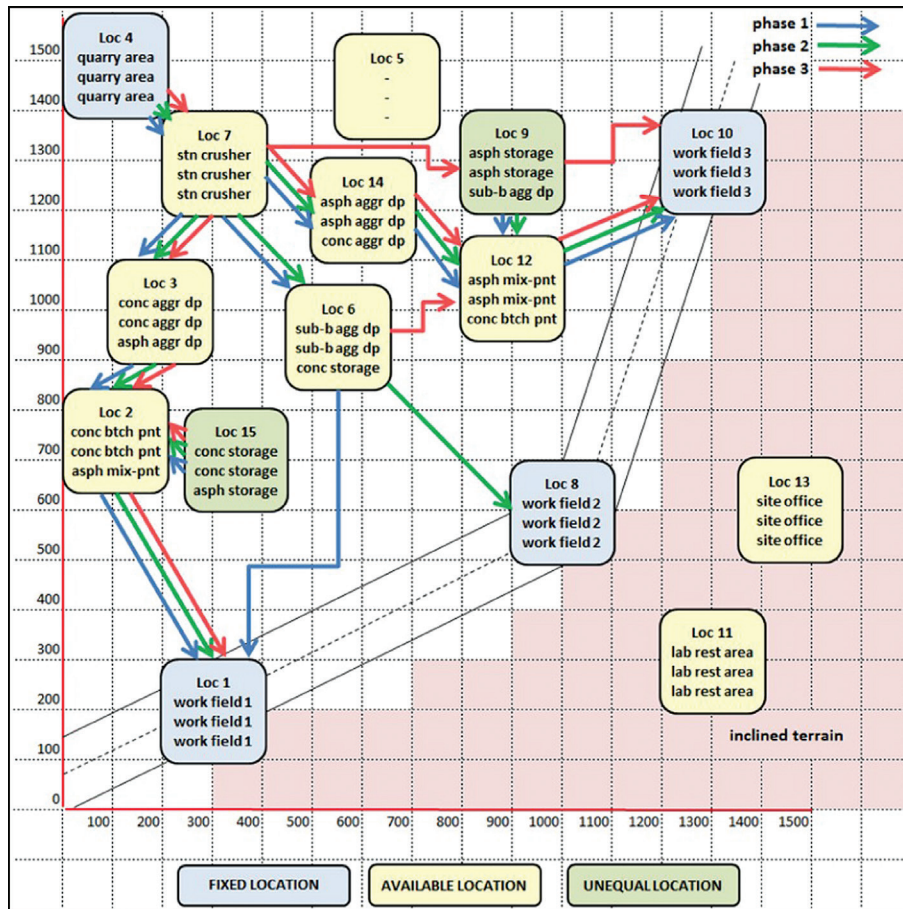 Loc 4
quarry area
quarry area
quarry area
Loc 5
-
-
-
phase 1
phase 2
phase 3
Loc 7
stn crusher
stn crusher
stn crusher
Loc 9
asph storage
asph storage
sub-b agg dp
Loc 10
work field 3
work field 3
work field 3
Loc 14
asph aggr dp
asph aggr dp
conc aggr dp
Loc 12
asph mix-pnt
asph mix-pnt
conc btch pnt
Loc 3
conc aggr dp
conc aggr dp
asph aggr dp
Loc 6
sub-b agg dp
sub-b agg dp
conc storage
Loc 2
conc btch pnt
conc btch pnt
asph mix-pnt
Loc 15
conc storage
conc storage
asph storage
Loc 8
work field 2
work field 2
work field 2
Loc 13
site office
site office
site office
Loc 11
lab rest area
lab rest area
lab rest area
Loc 1
work field 1
work field 1
work field 1
inclined terrain
1500
1400
1300
1200
1100
1000
900
800
700
600
500
400
300
200
100
0
100 200 300 400 500 600 700 800 900 1000 1100 1200 1300 1400 1500
FIXED LOCATION
AVAILABLE LOCATION
UNEQUAL LOCATION